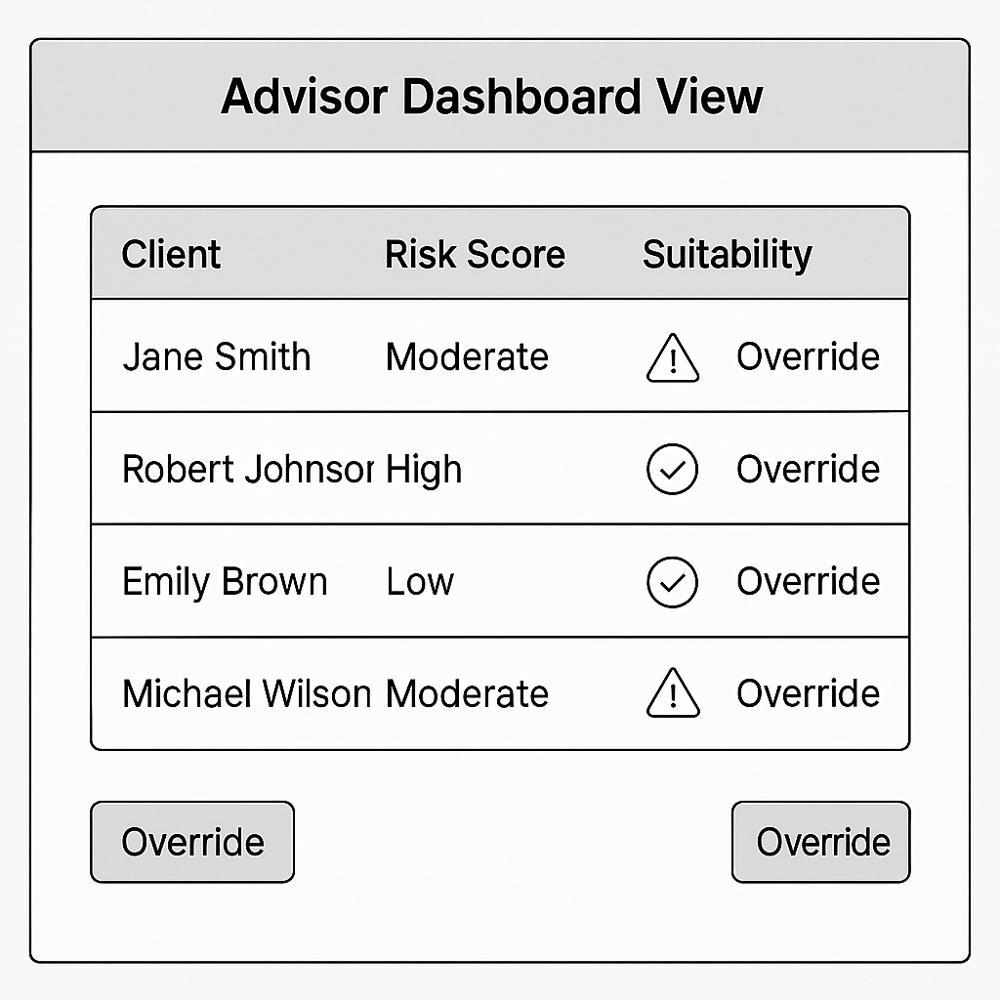 Advisor Dashboard View
Client Risk Score Suitability
Jane Smith Moderate Override
Robert Johnsor High Override
Emily Brown Low Override
Michael Wilson Moderate Override
Override Override